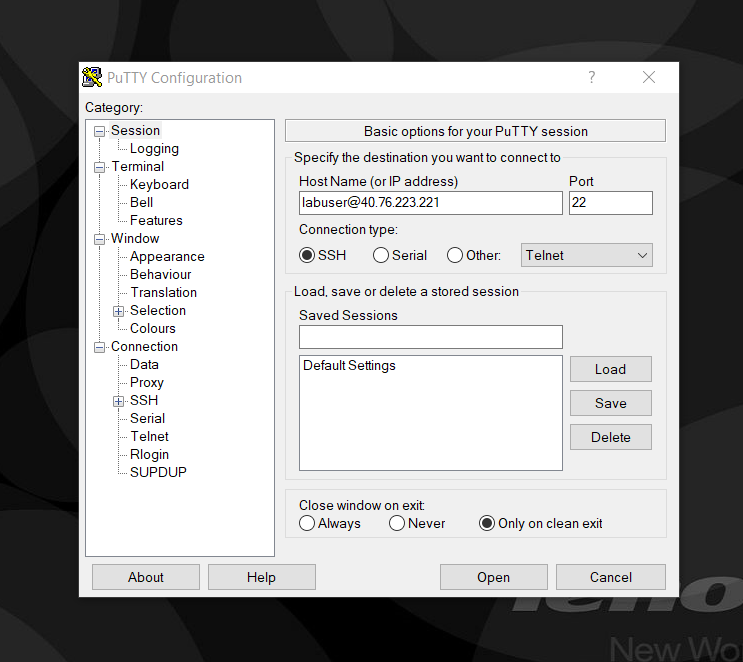 PuTTY Configuration
? ×
Category:
Session
Logging
Terminal
Keyboard
Bell
Features
Window
Appearance
Behaviour
Translation
Selection
Colours
Connection
Data
Proxy
SSH
Serial
Telnet
Rlogin
SUPDUP
Basic options for your PuTTY session
Specify the destination you want to connect to
Host Name (or IP address) Port
labuser@40.76.223.221 22
Connection type:
SSH Serial Other: Telnet
Load, save or delete a stored session
Saved Sessions
Default Settings
Load
Save
Delete
Close window on exit:
Always Never Only on clean exit
About Help Open Cancel
New Wo